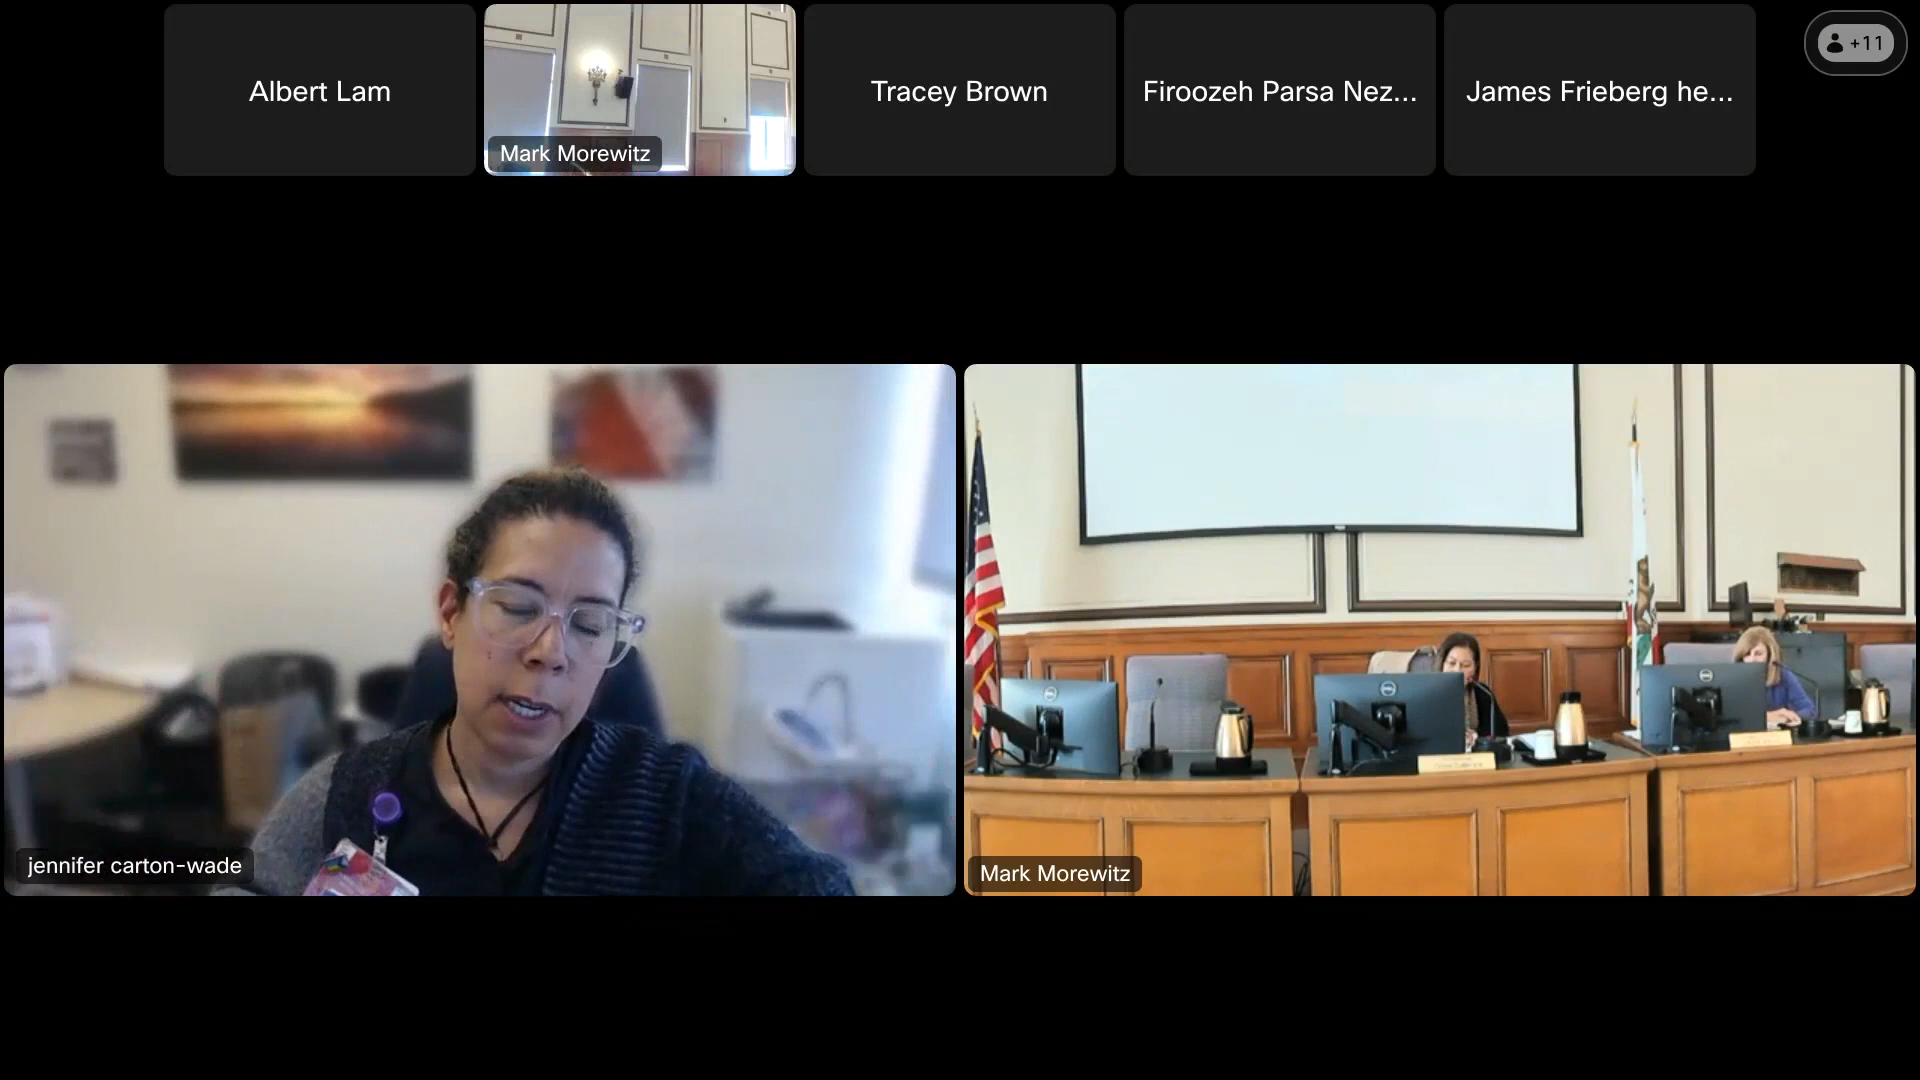 Albert Lam
Mark Morewitz
Tracey Brown
Firoozeh Parsa Nez...
James Frieberg he...
+11
jennifer carton-wade
Mark Morewitz